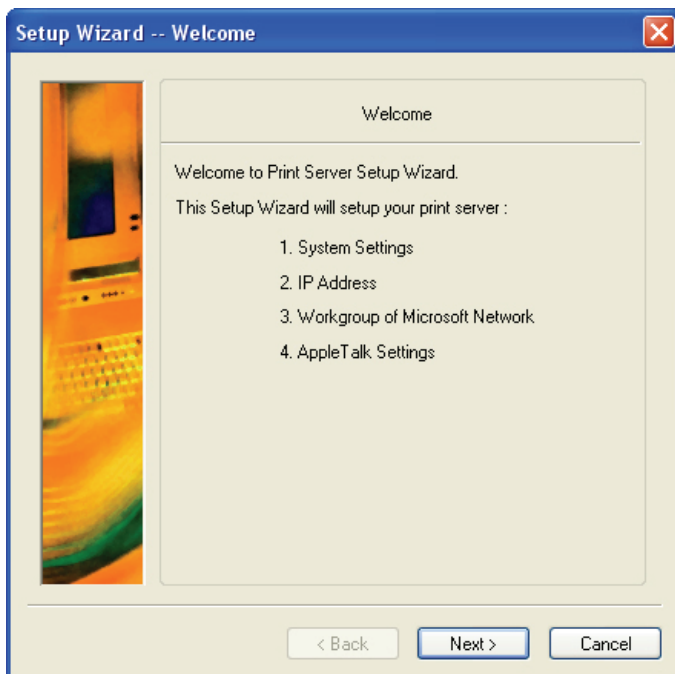 Setup Wizard -- Welcome
Welcome
Welcome to Print Server Setup Wizard.
This Setup Wizard will setup your print server :
1. System Settings
2. IP Address
3. Workgroup of Microsoft Network
4. AppleTalk Settings
< Back
Next >
Cancel